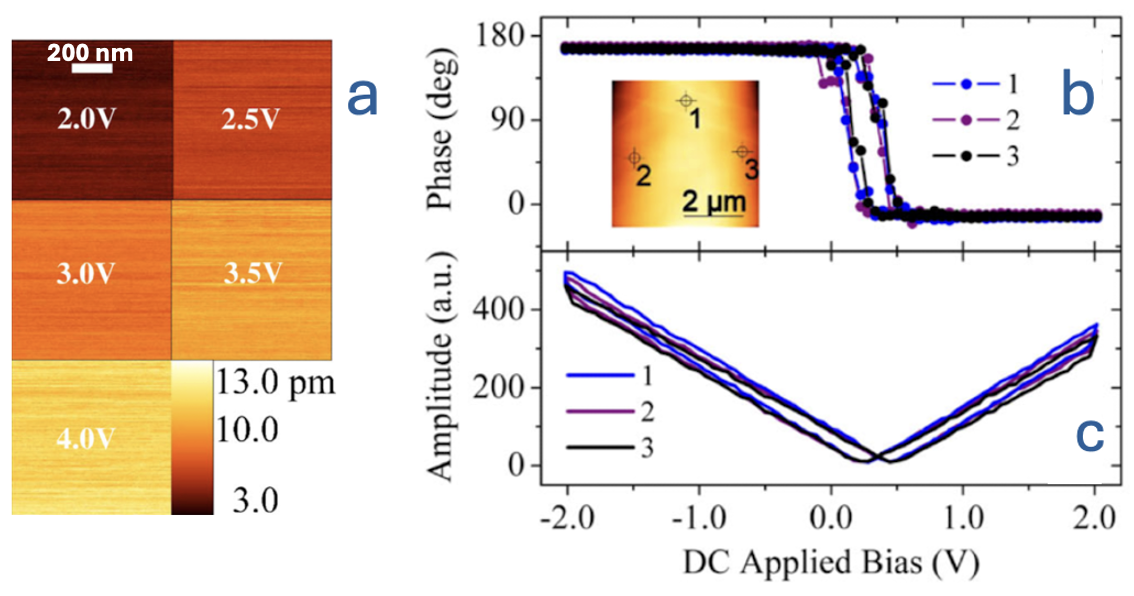 200 nm
2.0V
2.5V
3.0V
3.5V
4.0V
13.0 pm
10.0
3.0
a
180
90
0
Phase (deg)
1
2
3
2 μm
1
2
3
b
400
200
0
Amplitude (a.u.)
1
2
3
c
-2.0 -1.0 0.0 1.0 2.0
DC Applied Bias (V)